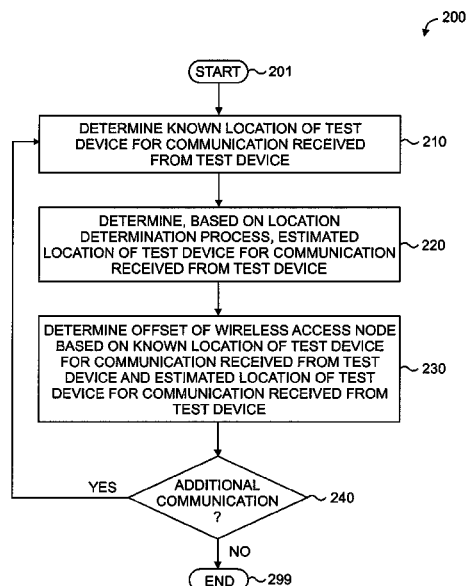 200
START
201
DETERMINE KNOWN LOCATION OF TEST
DEVICE FOR COMMUNICATION RECEIVED
FROM TEST DEVICE
210
DETERMINE, BASED ON LOCATION
DETERMINATION PROCESS, ESTIMATED
LOCATION OF TEST DEVICE FOR COMMUNICATION
RECEIVED FROM TEST DEVICE
220
DETERMINE OFFSET OF WIRELESS ACCESS NODE
BASED ON KNOWN LOCATION OF TEST DEVICE
FOR COMMUNICATION RECEIVED FROM TEST
DEVICE AND ESTIMATED LOCATION OF TEST
DEVICE FOR COMMUNICATION RECEIVED FROM
TEST DEVICE
230
YES
ADDITIONAL
COMMUNICATION
?
240
NO
END
299